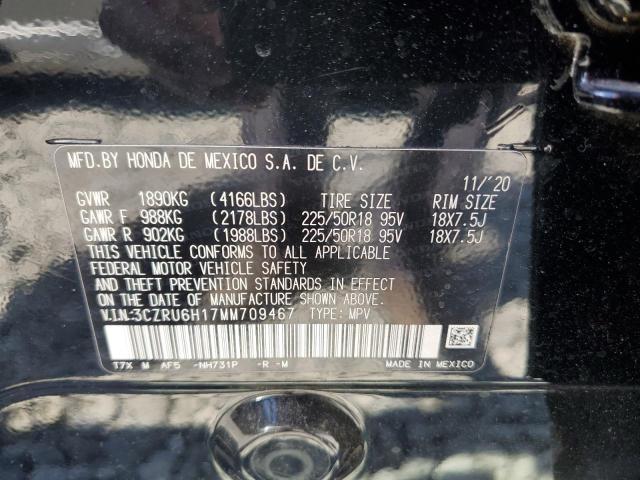 MFD.BY HONDA DE MEXICO S.A. DE C.V.
11/'20
GVWR 1890KG (4166LBS) TIRE SIZE RIM SIZE
GAWR F 988KG (2178LBS) 225/50R18 95V 18X7.5J
GAWR R 902KG (1988LBS) 225/50R18 95V 18X7.5J
THIS VEHICLE CONFORMS TO ALL APPLICABLE
FEDERAL MOTOR VEHICLE SAFETY
AND THEFT PREVENTION STANDARDS IN EFFECT
ON THE DATE OF MANUFACTURE SHOWN ABOVE.
V.I.N:3CZRU6H17MM709467 TYPE: MPV
T7X M AF5 -NH731P -R -M MADE IN MEXICO